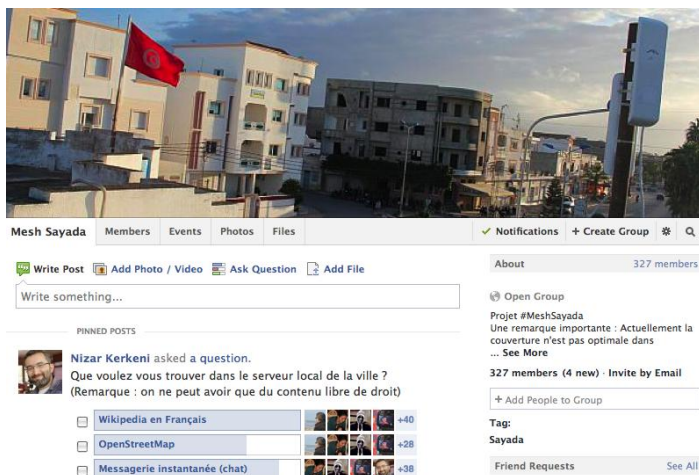 Mesh Sayada Members Events Photos Files Notifications + Create Group
Write Post Add Photo / Video Ask Question Add File
Write something...
PINNED POSTS
Nizar Kerkeni asked a question.
Que voulez vous trouver dans le serveur local de la ville ?
(Remarque : on ne peut avoir que du contenu libre de droit)
Wikipedia en Français +40
OpenStreetMap +28
Messagerie instantanée (chat) +38
About 327 members
Open Group
Projet #MeshSayada
Une remarque importante : Actuellement la
couverture n'est pas optimale dans
... See More
327 members (4 new) · Invite by Email
+ Add People to Group
Tag:
Sayada
Friend Requests See All